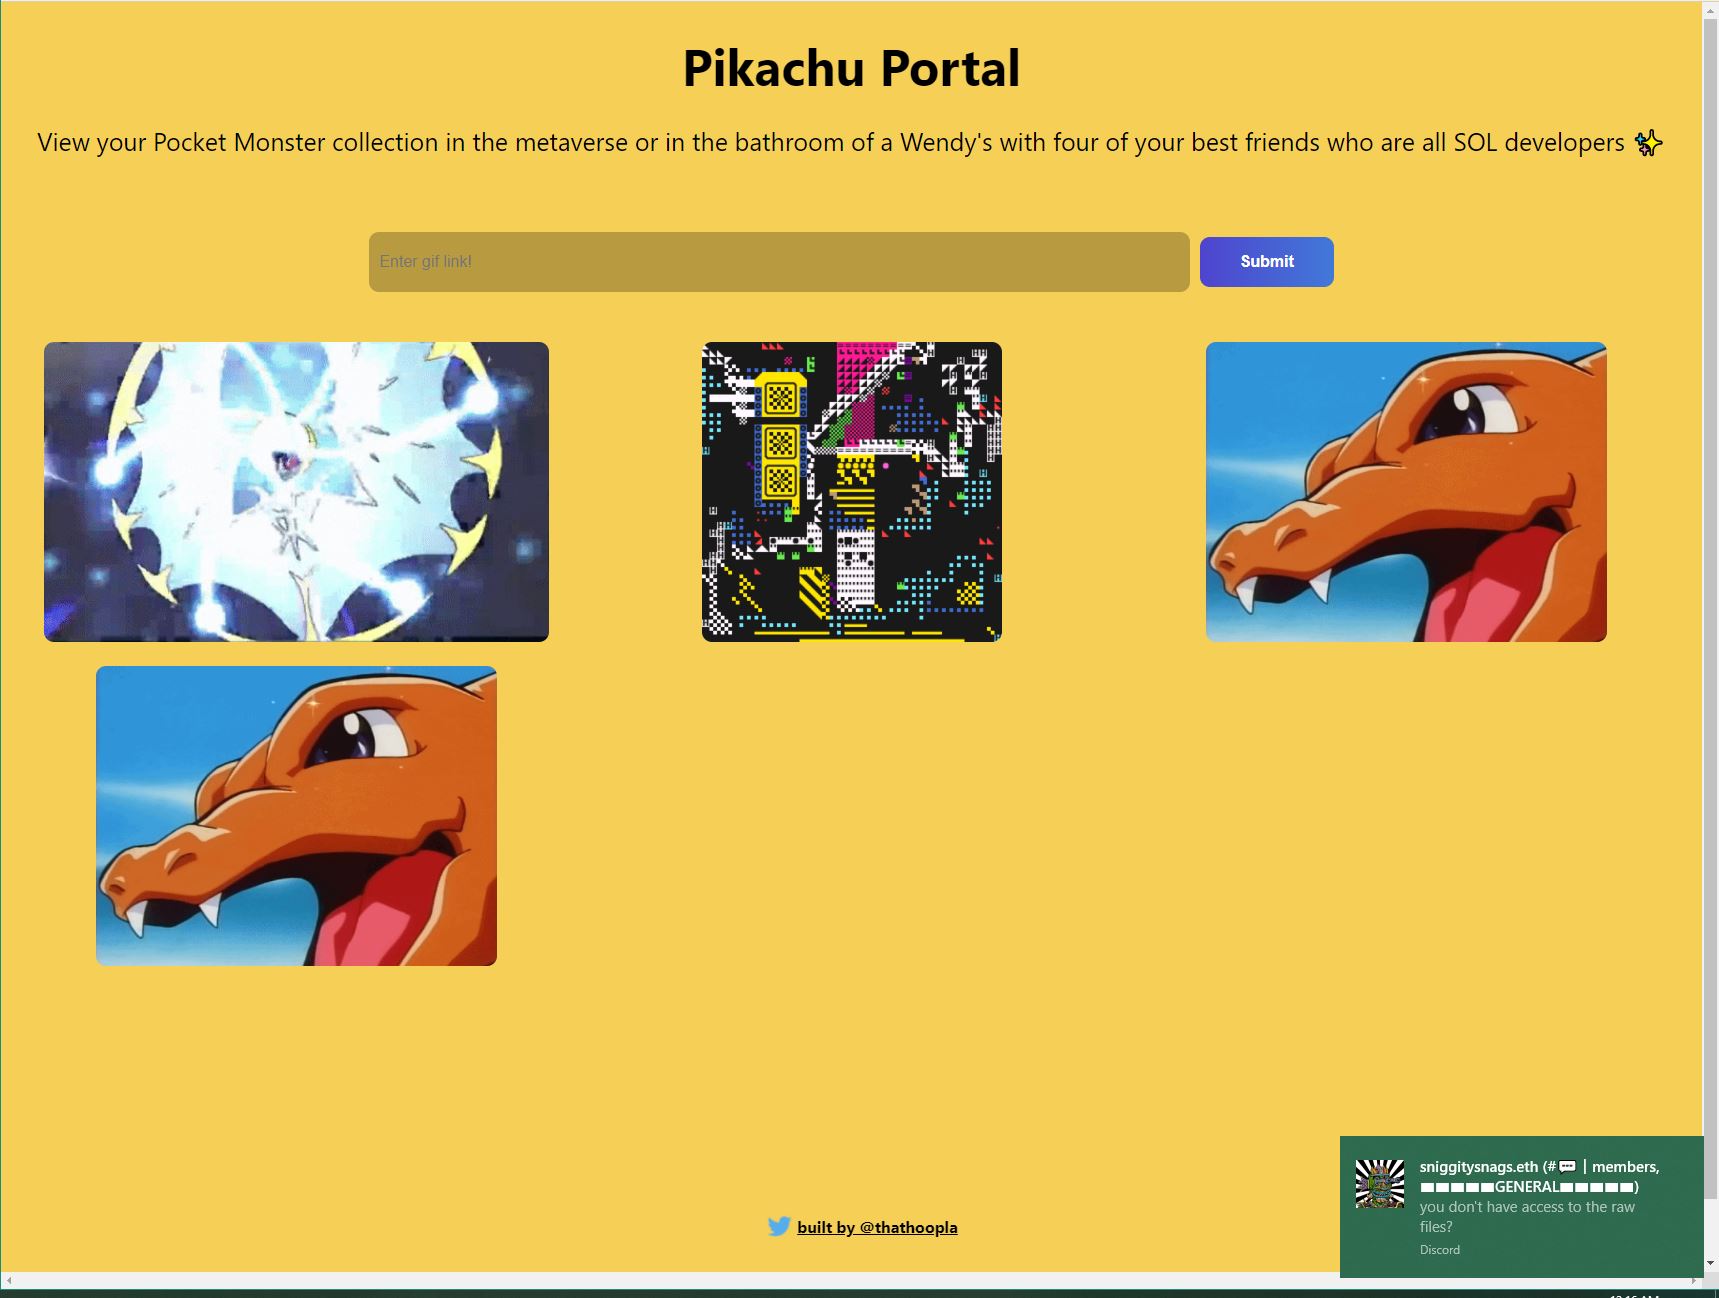 Pikachu Portal
View your Pocket Monster collection in the metaverse or in the bathroom of a Wendy's with four of your best friends who are all SOL developers ✨
Enter gif link!
Submit
sniggitysnags.eth (#💬 | members,
GENERAL)
you don't have access to the raw
files?
Discord
built by @thathoopla